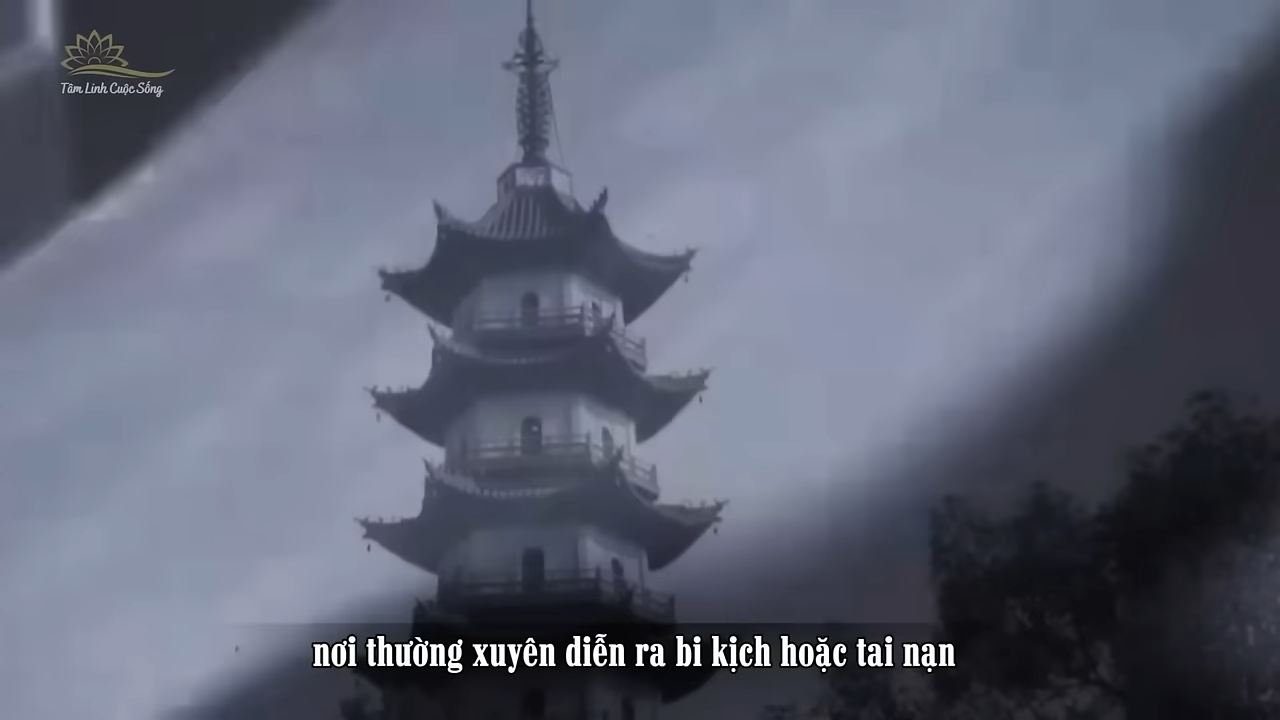 Tâm Linh Cuộc Sống
nơi thường xuyên diễn ra bi kịch hoặc tai nạn